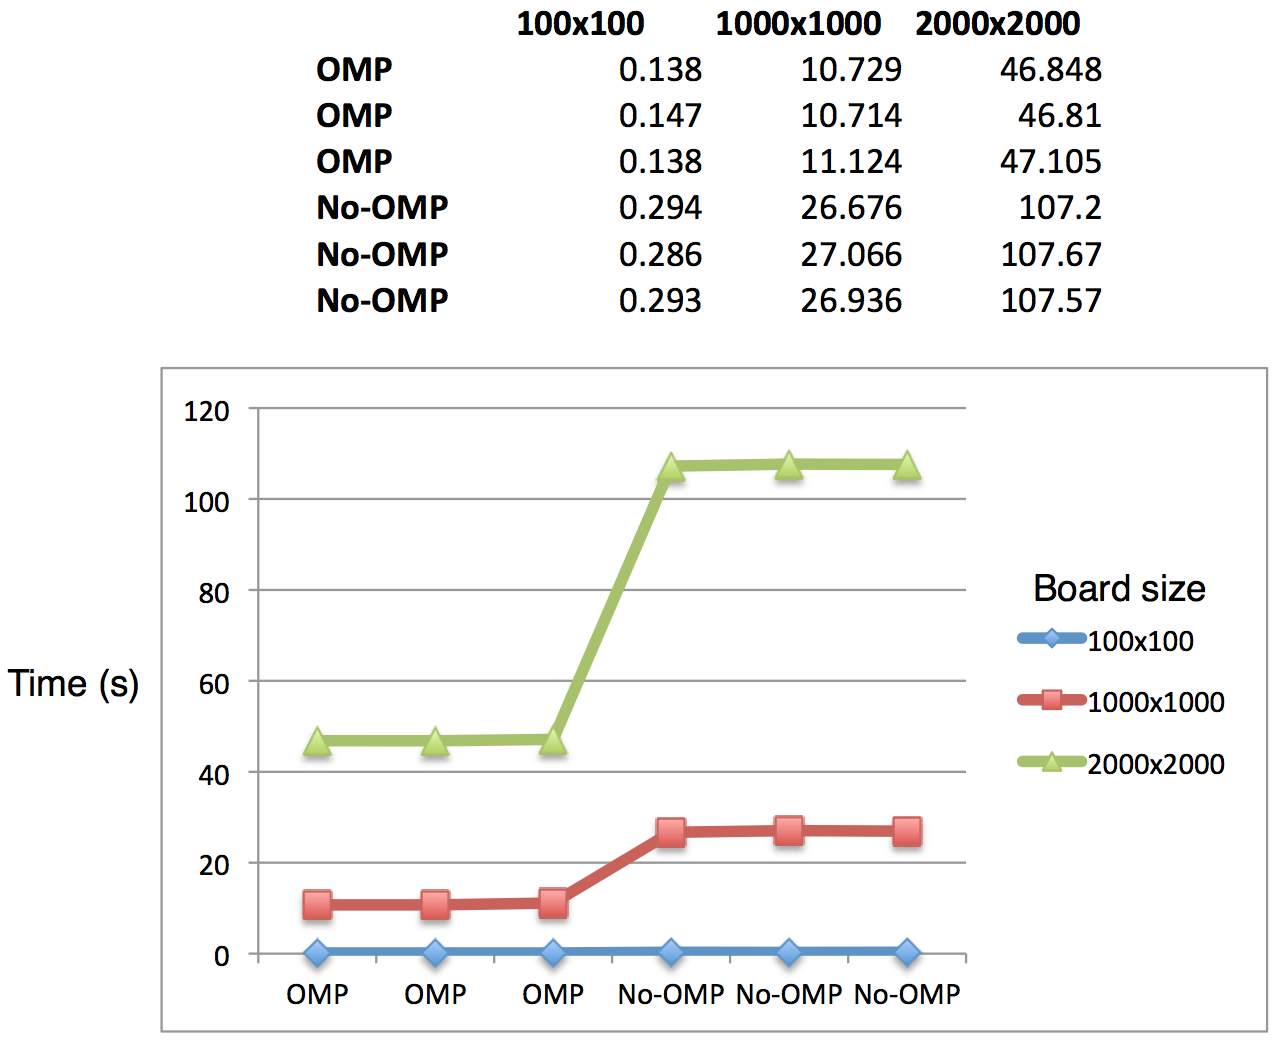 100x100 1000x1000 2000x2000
OMP 0.138 10.729 46.848
OMP 0.147 10.714 46.81
OMP 0.138 11.124 47.105
No-OMP 0.294 26.676 107.2
No-OMP 0.286 27.066 107.67
No-OMP 0.293 26.936 107.57
120
100
80
60
40
20
0
Time (s)
OMP OMP OMP No-OMP No-OMP No-OMP
Board size
100x100
1000x1000
2000x2000